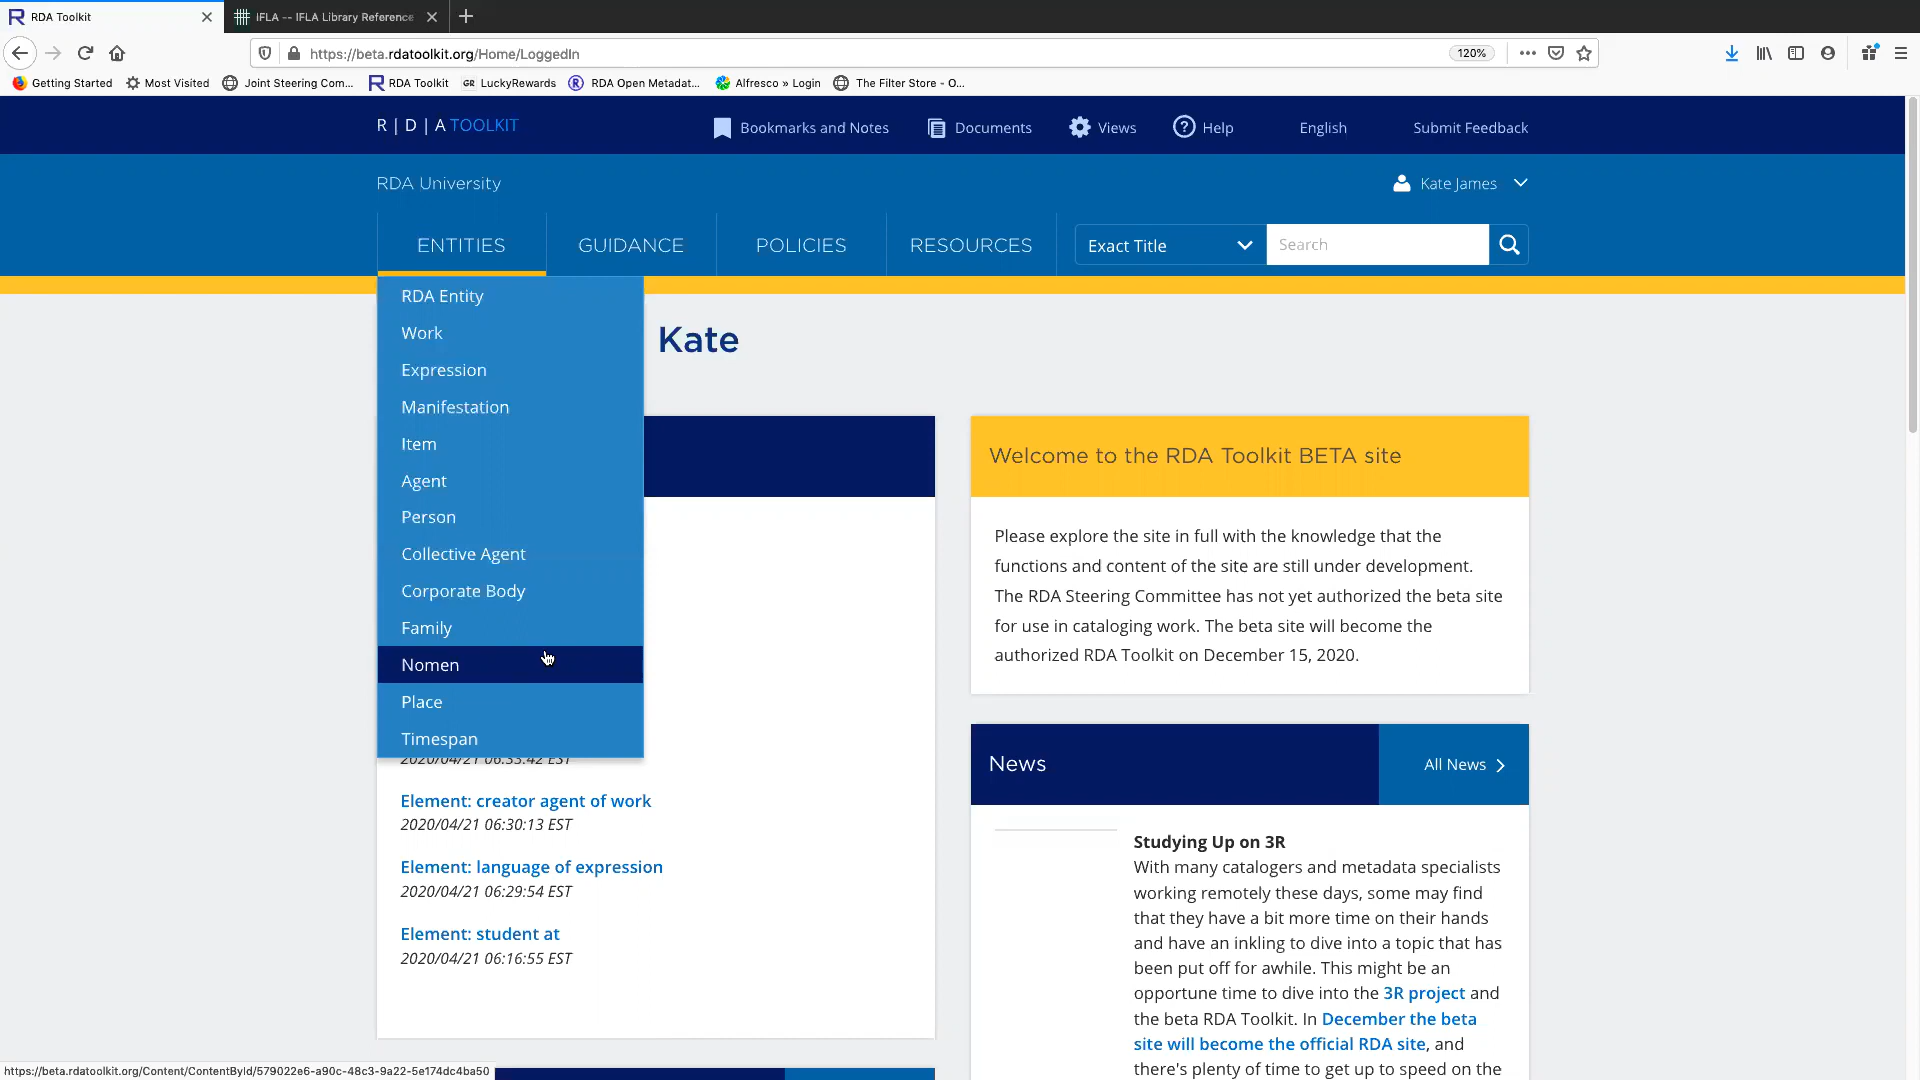 RDA Toolkit
IFLA -- IFLA Library Reference
https://beta.rdatoolkit.org/Home/LoggedIn
120%
Getting Started
Most Visited
Joint Steering Com...
RDA Toolkit
GR LuckyRewards
RDA Open Metadat...
Alfresco » Login
The Filter Store - O...
R | D | A TOOLKIT
Bookmarks and Notes
Documents
Views
Help
English
Submit Feedback
RDA University
Kate James
ENTITIES
GUIDANCE
POLICIES
RESOURCES
Exact Title
Search
RDA Entity
Work
Expression
Manifestation
Item
Agent
Person
Collective Agent
Corporate Body
Family
Nomen
Place
Timespan
Kate
2020/04/21 06:33:42 EST
Element: creator agent of work
2020/04/21 06:30:13 EST
Element: language of expression
2020/04/21 06:29:54 EST
Element: student at
2020/04/21 06:16:55 EST
Welcome to the RDA Toolkit BETA site
Please explore the site in full with the knowledge that the
functions and content of the site are still under development.
The RDA Steering Committee has not yet authorized the beta site
for use in cataloging work. The beta site will become the
authorized RDA Toolkit on December 15, 2020.
News
All News
Studying Up on 3R
With many catalogers and metadata specialists
working remotely these days, some may find
that they have a bit more time on their hands
and have an inkling to dive into a topic that has
been put off for awhile. This might be an
opportune time to dive into the 3R project and
the beta RDA Toolkit. In December the beta
site will become the official RDA site, and
there's plenty of time to get up to speed on the
https://beta.rdatoolkit.org/Content/ContentById/579022e6-a90c-48c3-9a22-5e174dc4ba50